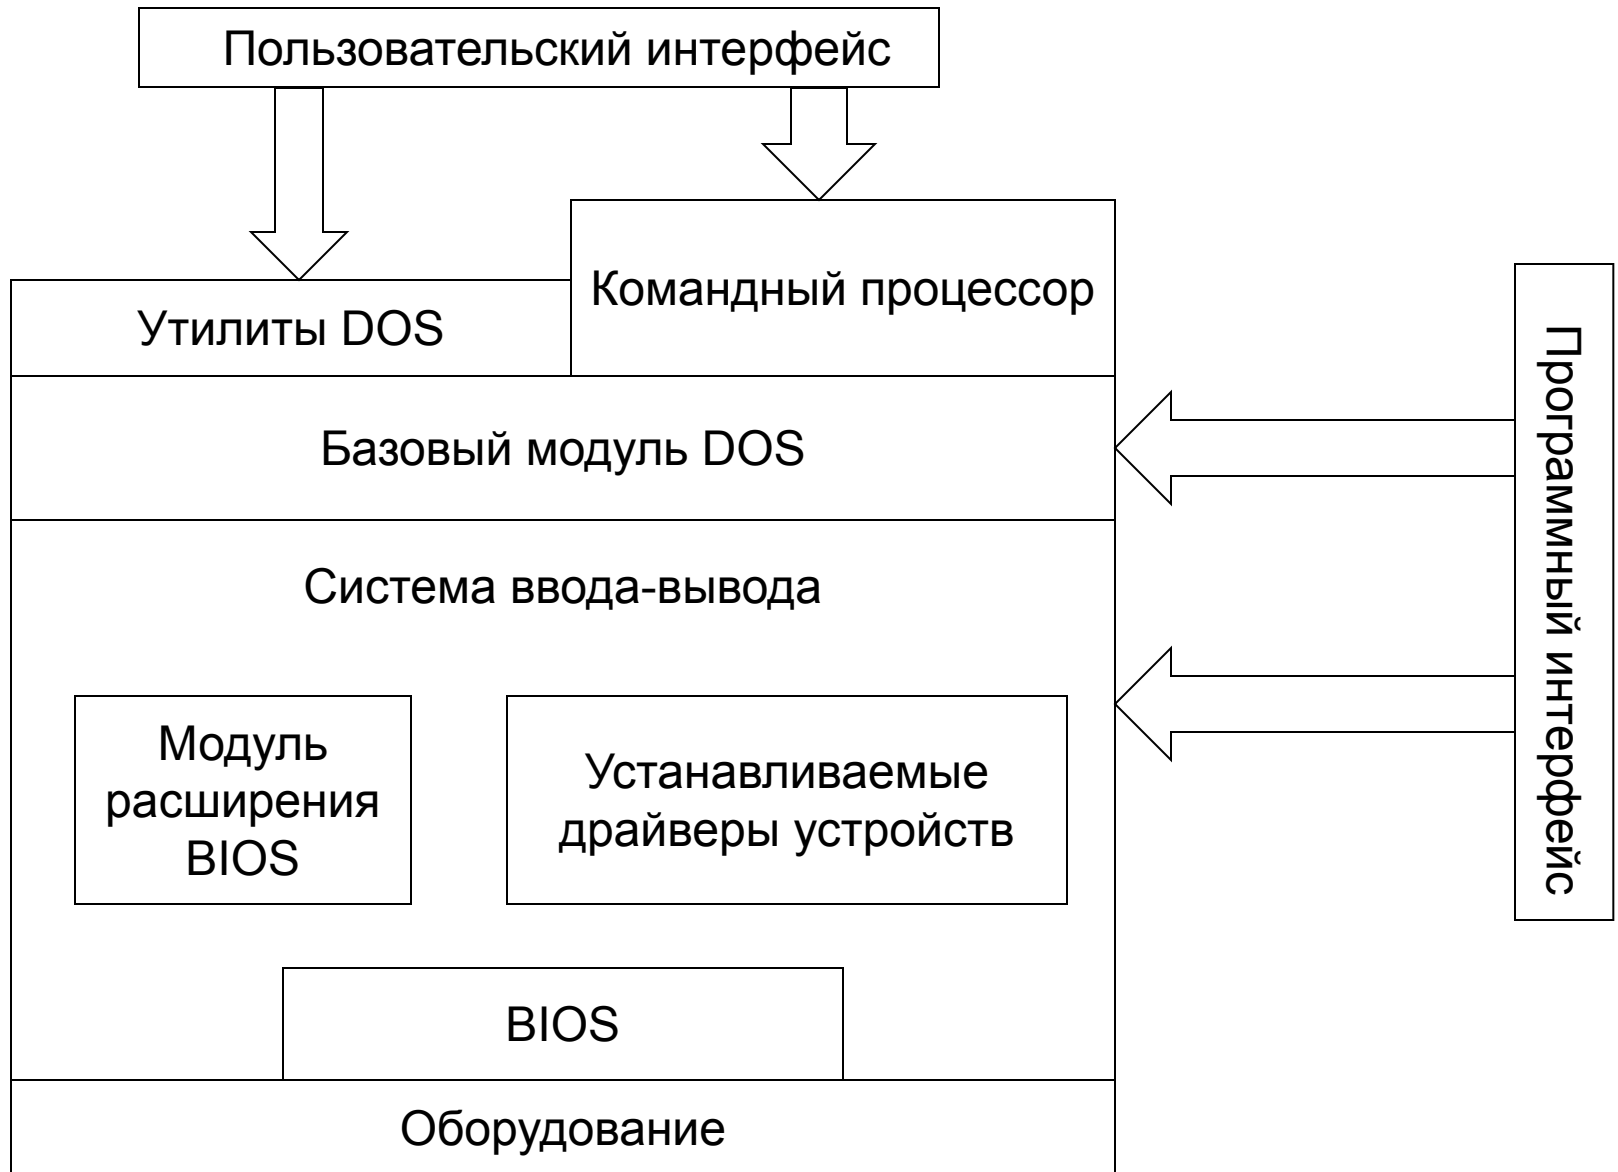 Пользовательский интерфейс
Командный процессор
Утилиты DOS
Базовый модуль DOS
Система ввода-вывода
Модуль
расширения
BIOS
Устанавливаемые
драйверы устройств
BIOS
Оборудование
Программный интерфейс